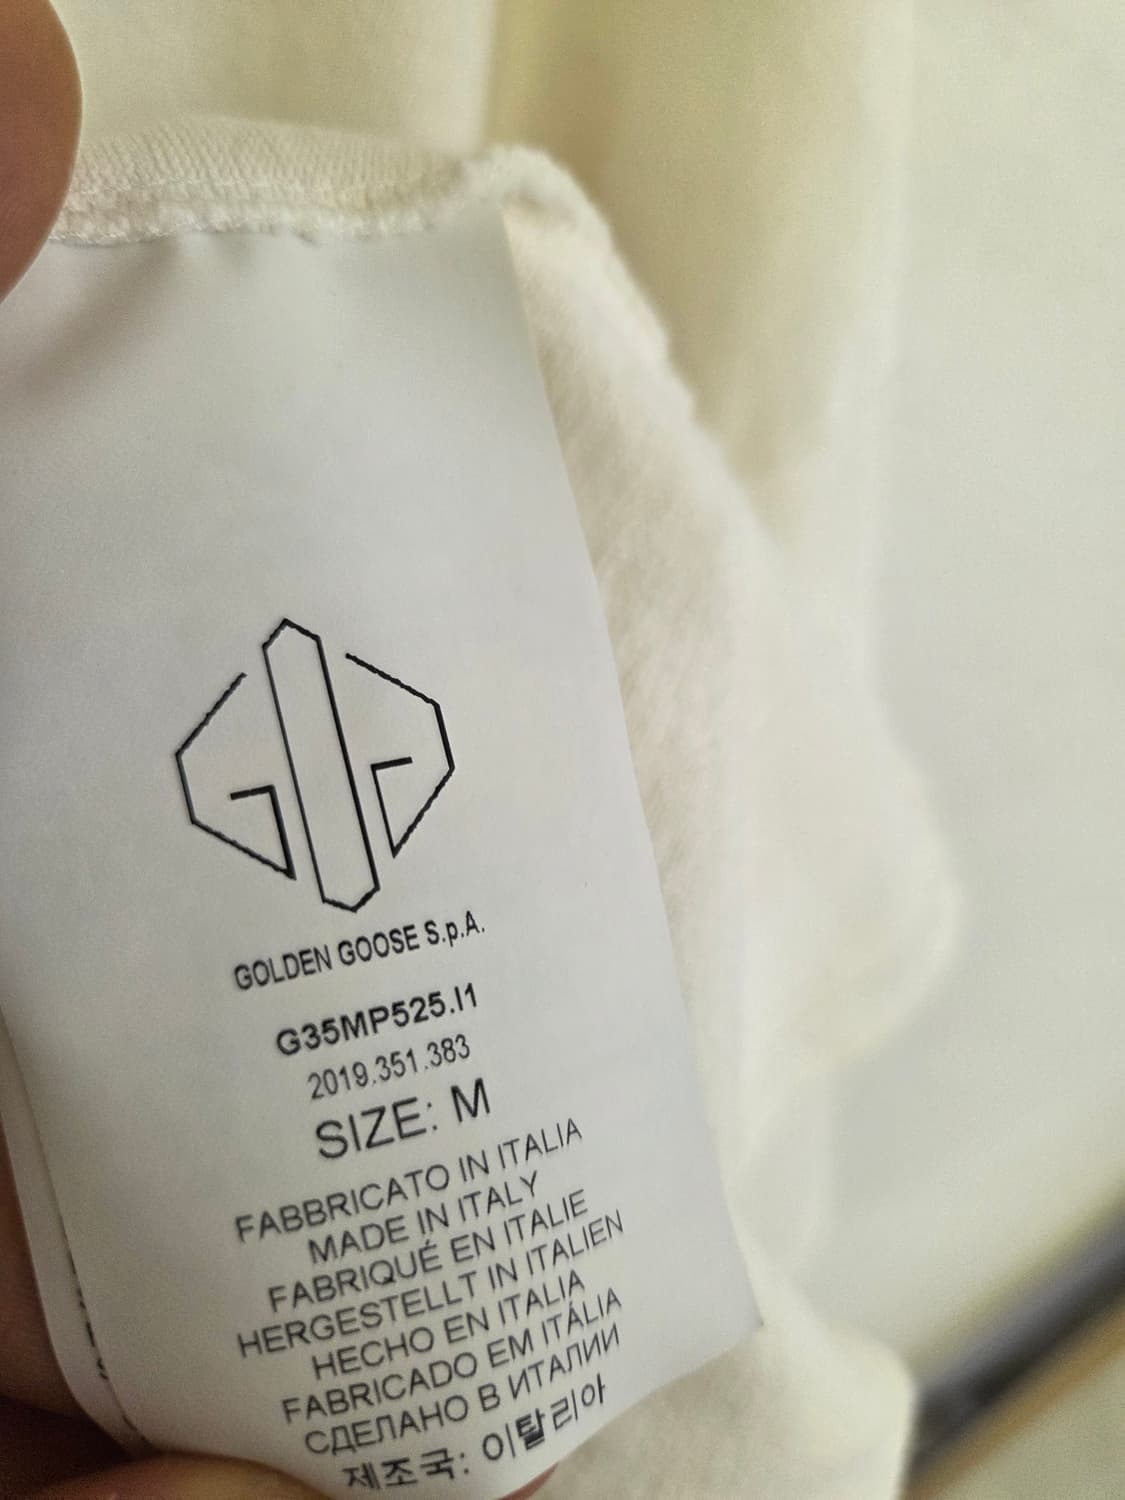 GOLDEN GOOSE S.p.A.
G35MP525.I1
2019.351.383
SIZE: M
FABBRICATO IN ITALIA
MADE IN ITALY
FABRIQUÉ EN ITALIE
HERGESTELLT IN ITALIEN
HECHO EN ITALIA
FABRICADO EM ITÁLIA
СДЕЛАНО В ИТАЛИИ
제조국: 이탈리아